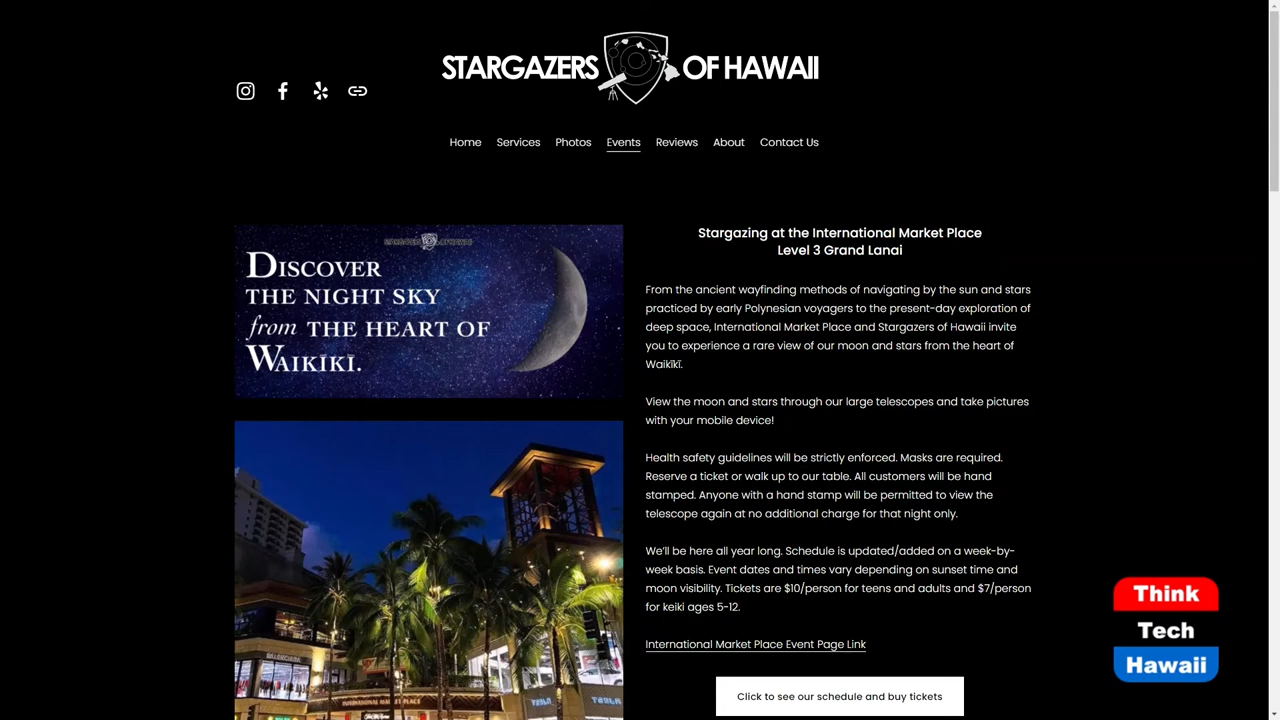 STARGAZERS OF HAWAII
Home Services Photos Events Reviews About Contact Us
STARGAZERS OF HAWAII
DISCOVER
THE NIGHT SKY
from THE HEART OF
WAIKĪKĪ.
Stargazing at the International Market Place
Level 3 Grand Lanai
From the ancient wayfinding methods of navigating by the sun and stars
practiced by early Polynesian voyagers to the present-day exploration of
deep space, International Market Place and Stargazers of Hawaii invite
you to experience a rare view of our moon and stars from the heart of
Waikīkī.
View the moon and stars through our large telescopes and take pictures
with your mobile device!
Health safety guidelines will be strictly enforced. Masks are required.
Reserve a ticket or walk up to our table. All customers will be hand
stamped. Anyone with a hand stamp will be permitted to view the
telescope again at no additional charge for that night only.
We’ll be here all year long. Schedule is updated/added on a week-by-
week basis. Event dates and times vary depending on sunset time and
moon visibility. Tickets are $10/person for teens and adults and $7/person
for keiki ages 5-12.
International Market Place Event Page Link
Click to see our schedule and buy tickets
BALENCIAGA
INTERNATIONAL MARKET PLACE
Think
Tech
Hawaii